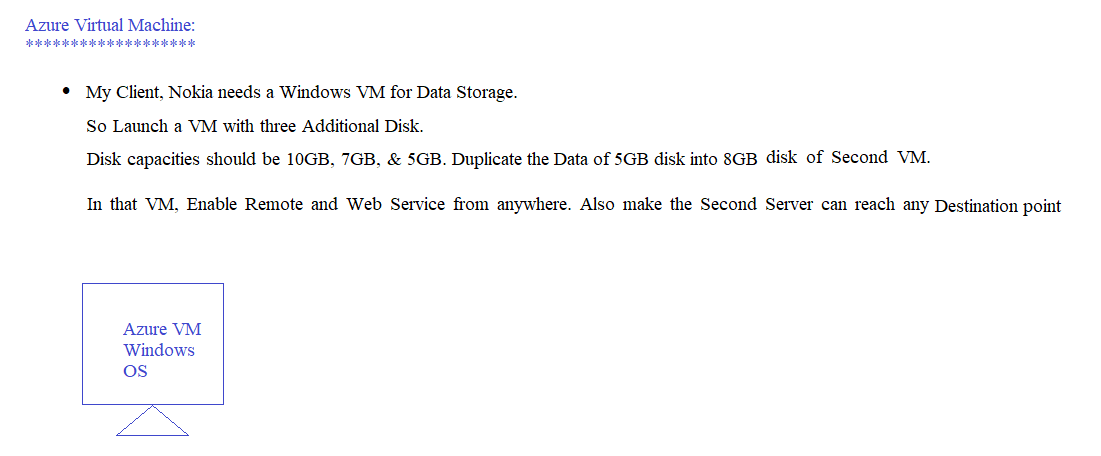 Azure Virtual Machine:
*******************
• My Client, Nokia needs a Windows VM for Data Storage.
So Launch a VM with three Additional Disk.
Disk capacities should be 10GB, 7GB, & 5GB. Duplicate the Data of 5GB disk into 8GB disk of Second VM.
In that VM, Enable Remote and Web Service from anywhere. Also make the Second Server can reach any Destination point
Azure VM
Windows
OS